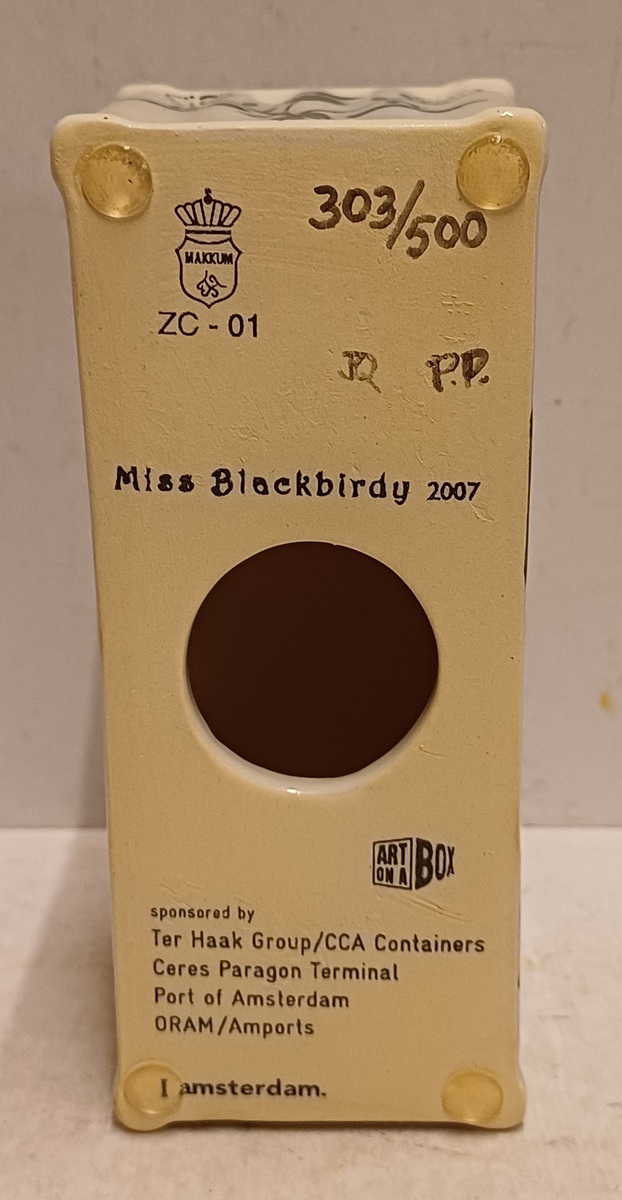 303/500
MAKKUM
ZC - 01
JQ P.P.
Miss Blackbirdy 2007
ART
ON A
BOX
sponsored by
Ter Haak Group/CCA Containers
Ceres Paragon Terminal
Port of Amsterdam
ORAM/Amports
I amsterdam.